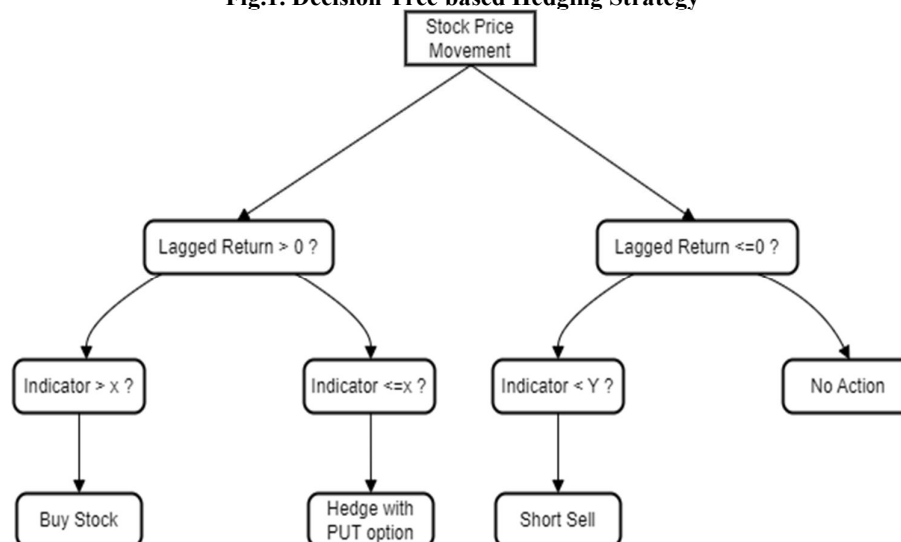 Fig.1. Decision Tree based Hedging Strategy
Stock Price
Movement
Lagged Return > 0 ?
Lagged Return <=0 ?
Indicator > x ?
Indicator <=x ?
Indicator < Y ?
No Action
Buy Stock
Hedge with
PUT option
Short Sell